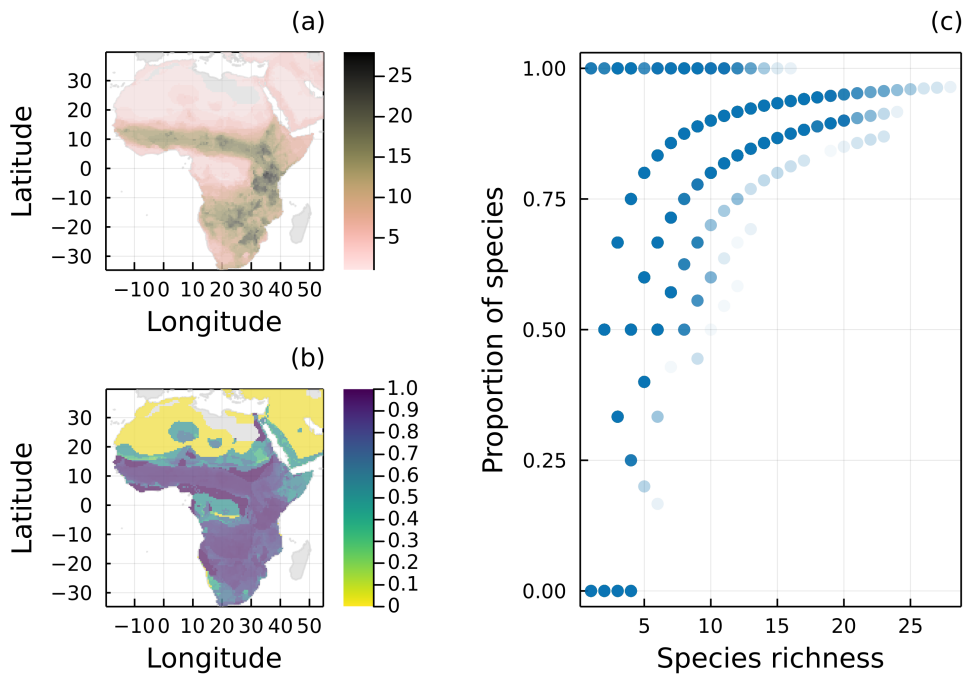 (a)
Latitude
30
20
10
0
−10
−20
−30
−10 0 10 20 30 40 50
Longitude
25
20
15
10
5
(b)
Latitude
30
20
10
0
−10
−20
−30
−10 0 10 20 30 40 50
Longitude
1.0
0.9
0.8
0.7
0.6
0.5
0.4
0.3
0.2
0.1
0
(c)
Proportion of species
1.00
0.75
0.50
0.25
0.00
5 10 15 20 25
Species richness